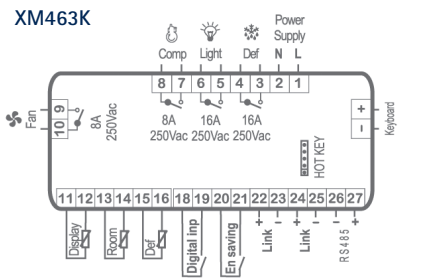 XM463K
Power
Supply
Comp Light Def N L
8 7 6 5 4 3 2 1
8A 16A 16A
250Vac 250Vac 250Vac
Fan
9
10
8A
250Vac
+
−
Keyboard
HOT KEY
11 12 13 14 15 16 18 19 20 21 22 23 24 25 26 27
Display
Room
Def
Digital inp
En saving
+ Link −
+ Link −
− RS485 +